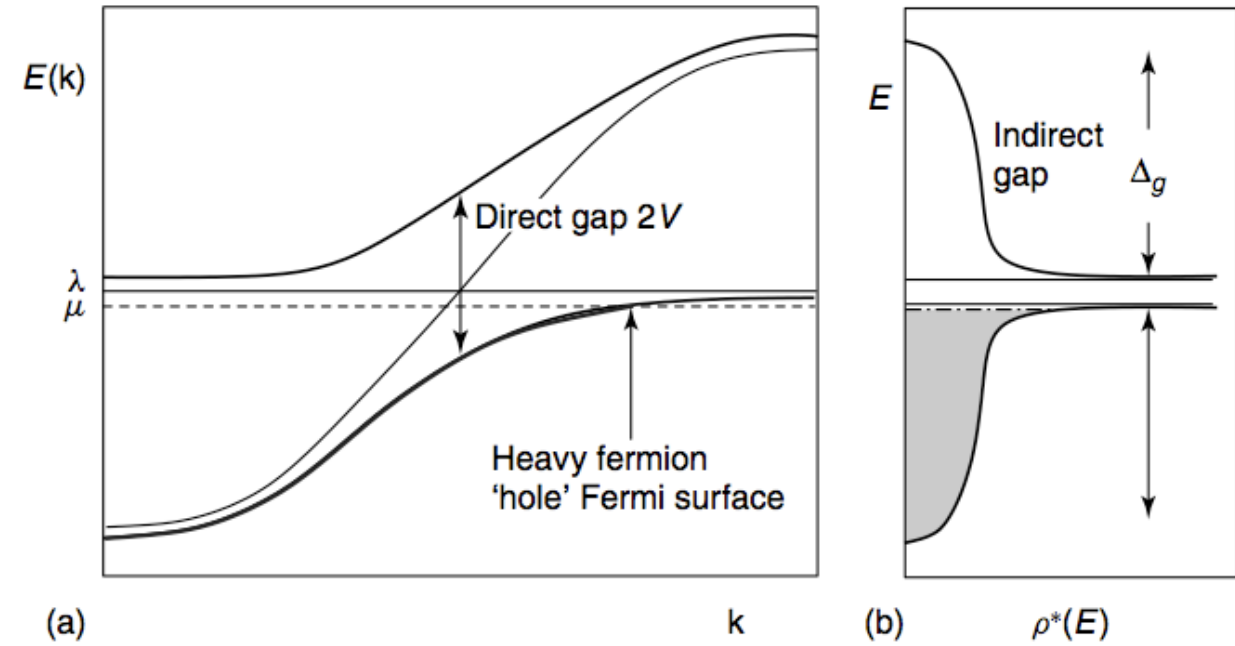 E(k)
λ
μ
Direct gap 2V
Heavy fermion
‘hole’ Fermi surface
(a)
k
E
Indirect
gap
Δg
(b)
ρ*(E)